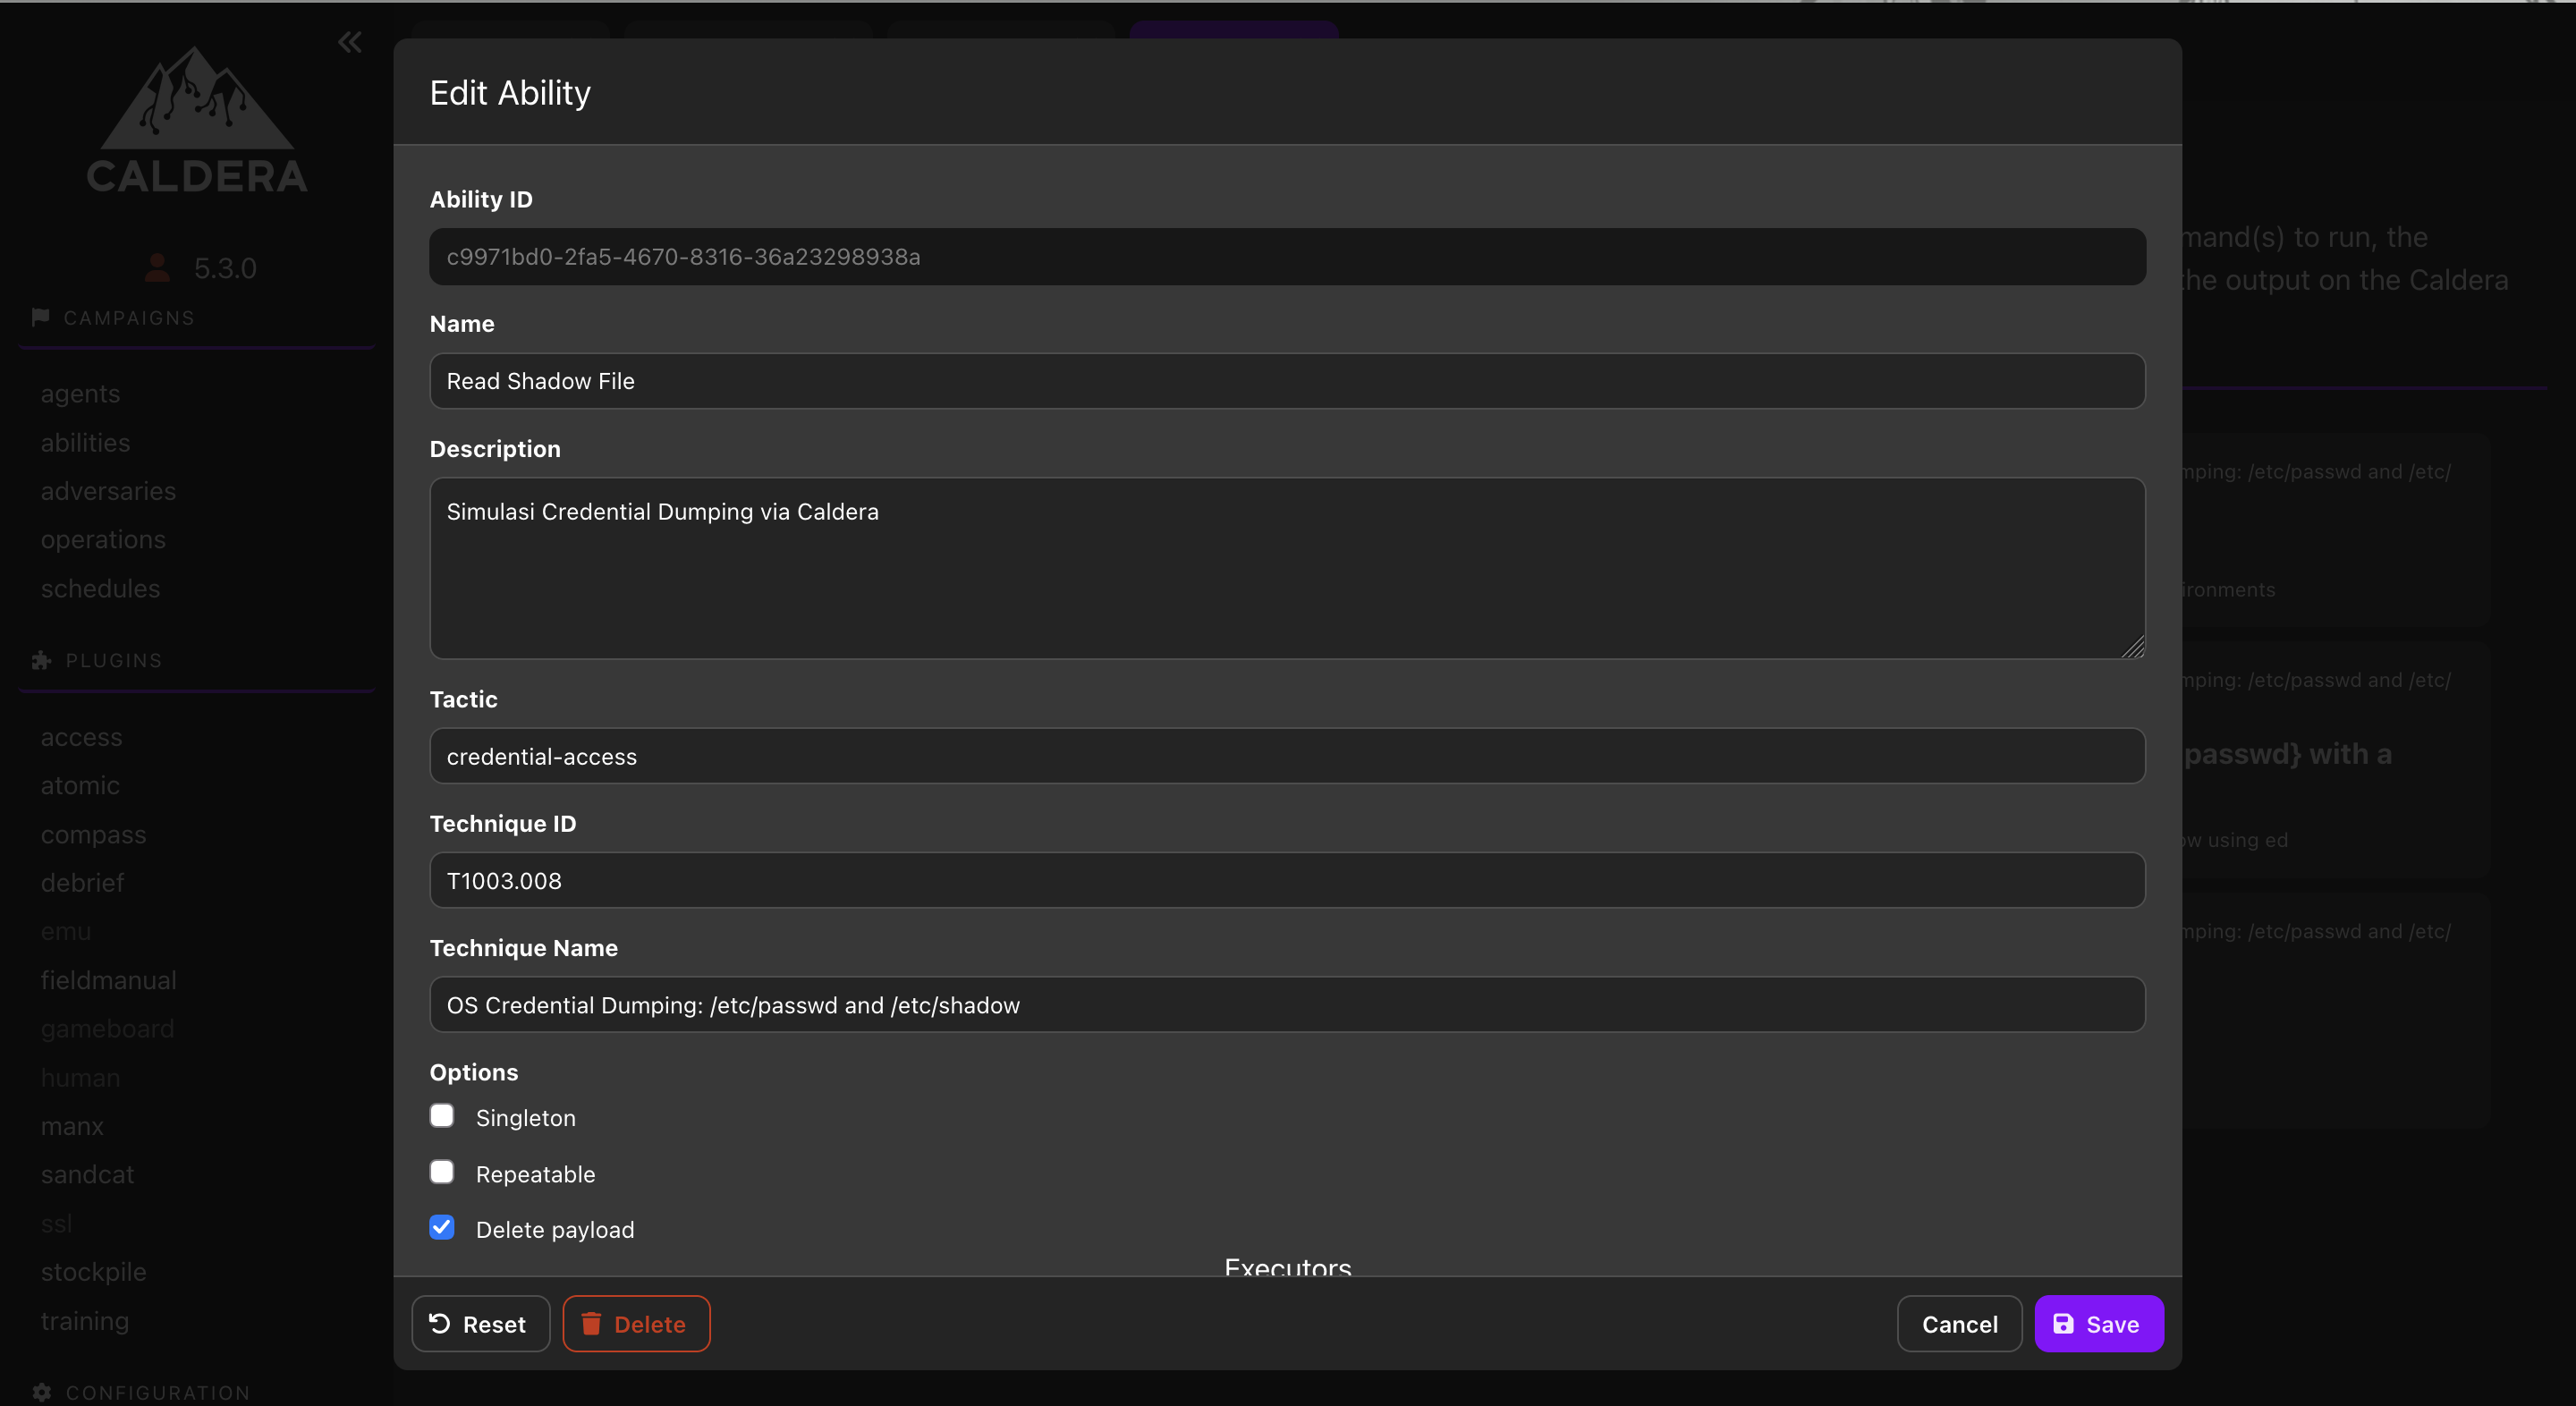 CALDERA
5.3.0
CAMPAIGNS
agents
abilities
adversaries
operations
schedules
PLUGINS
access
atomic
compass
debrief
emu
fieldmanual
gameboard
human
manx
sandcat
ssl
stockpile
training
CONFIGURATION
Edit Ability
Ability ID
c9971bd0-2fa5-4670-8316-36a23298938a
Name
Read Shadow File
Description
Simulasi Credential Dumping via Caldera
Tactic
credential-access
Technique ID
T1003.008
Technique Name
OS Credential Dumping: /etc/passwd and /etc/shadow
Options
Singleton
Repeatable
Delete payload
Executors
Reset
Delete
Cancel
Save
to run, the
the output on the Caldera
/etc/passwd and /etc/
/etc/passwd and /etc/
passwd} with a
using ed
/etc/passwd and /etc/